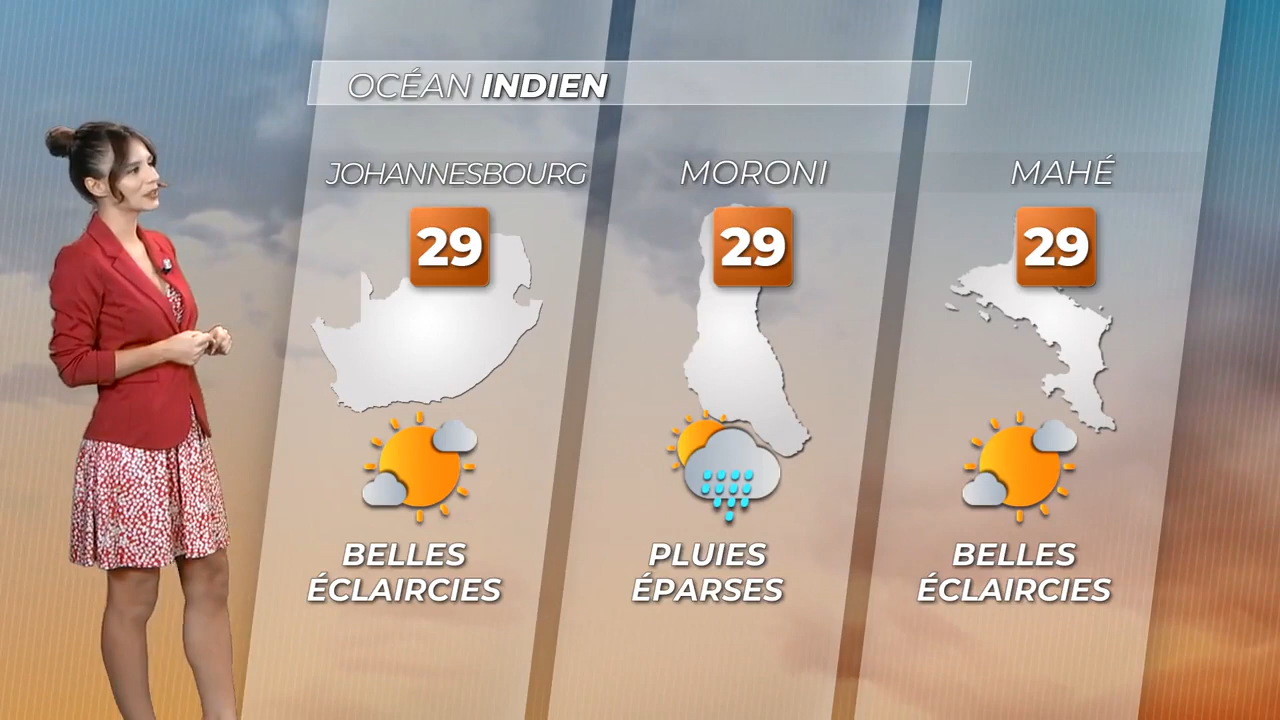 OCÉAN INDIEN
JOHANNESBOURG
29
BELLES
ÉCLAIRCIES
MORONI
29
PLUIES
ÉPARSES
MAHÉ
29
BELLES
ÉCLAIRCIES